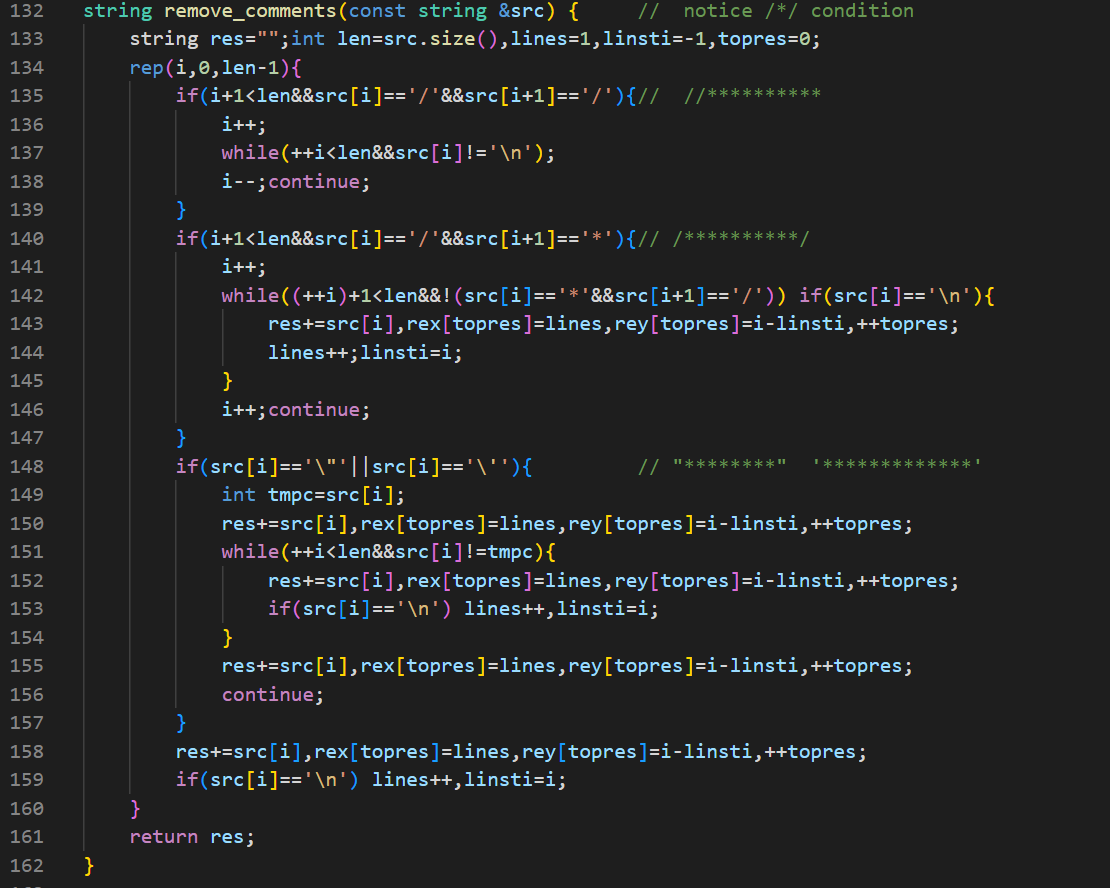 132 string remove_comments(const string &src) {      //  notice /*/ condition
133     string res="";int len=src.size(),lines=1,linsti=-1,topres=0;
134     rep(i,0,len-1){
135         if(i+1<len&&src[i]=='/'&&src[i+1]=='/'){//  //**********
136             i++;
137             while(++i<len&&src[i]!='\n');
138             i--;continue;
139         }
140         if(i+1<len&&src[i]=='/'&&src[i+1]=='*'){// /**********/
141             i++;
142             while((++i)+1<len&&!(src[i]=='*'&&src[i+1]=='/')) if(src[i]=='\n'){
143                 res+=src[i],rex[topres]=lines,rey[topres]=i-linsti,++topres;
144                 lines++;linsti=i;
145             }
146             i++;continue;
147         }
148         if(src[i]=='\"'||src[i]=='\''){         // "********"  '*************'
149             int tmpc=src[i];
150             res+=src[i],rex[topres]=lines,rey[topres]=i-linsti,++topres;
151             while(++i<len&&src[i]!=tmpc){
152                 res+=src[i],rex[topres]=lines,rey[topres]=i-linsti,++topres;
153                 if(src[i]=='\n') lines++,linsti=i;
154             }
155             res+=src[i],rex[topres]=lines,rey[topres]=i-linsti,++topres;
156             continue;
157         }
158         res+=src[i],rex[topres]=lines,rey[topres]=i-linsti,++topres;
159         if(src[i]=='\n') lines++,linsti=i;
160     }
161     return res;
162 }